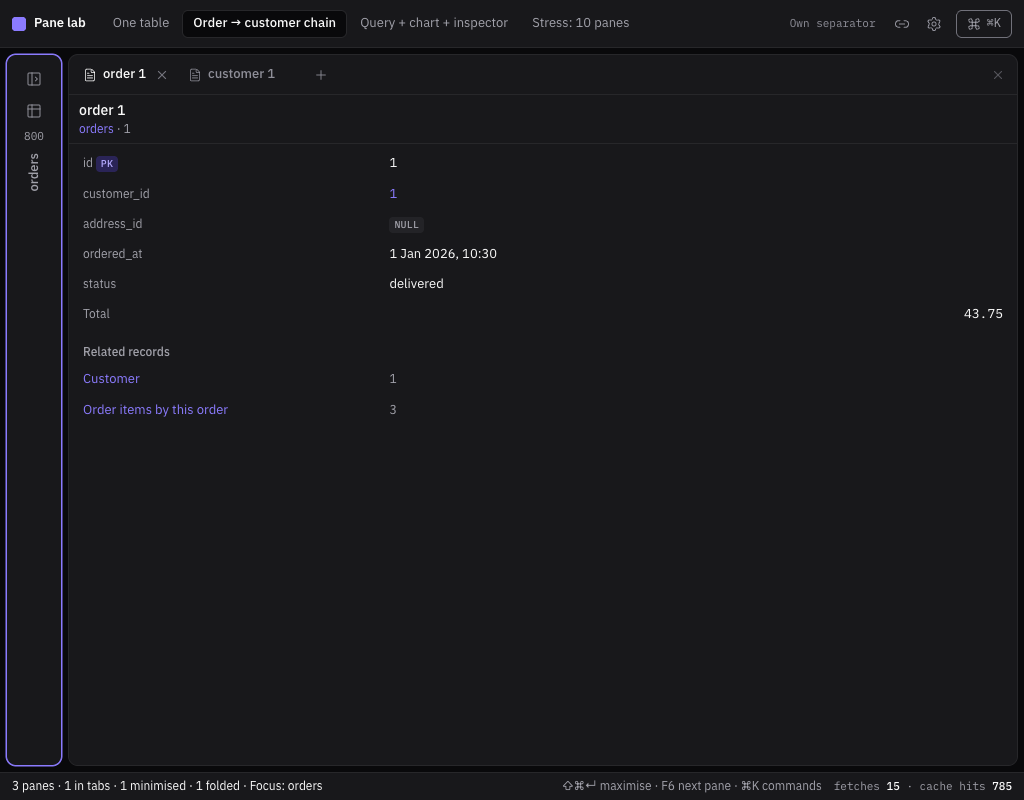 Pane lab One table Order → customer chain Query + chart + inspector Stress: 10 panes Own separator ⌘ ⌘K
order 1 customer 1
order 1
orders · 1
800
orders
id PK 1
customer_id 1
address_id NULL
ordered_at 1 Jan 2026, 10:30
status delivered
Total 43.75
Related records
Customer 1
Order items by this order 3
3 panes · 1 in tabs · 1 minimised · 1 folded · Focus: orders ⇧⌘↵ maximise · F6 next pane · ⌘K commands fetches 15 · cache hits 785